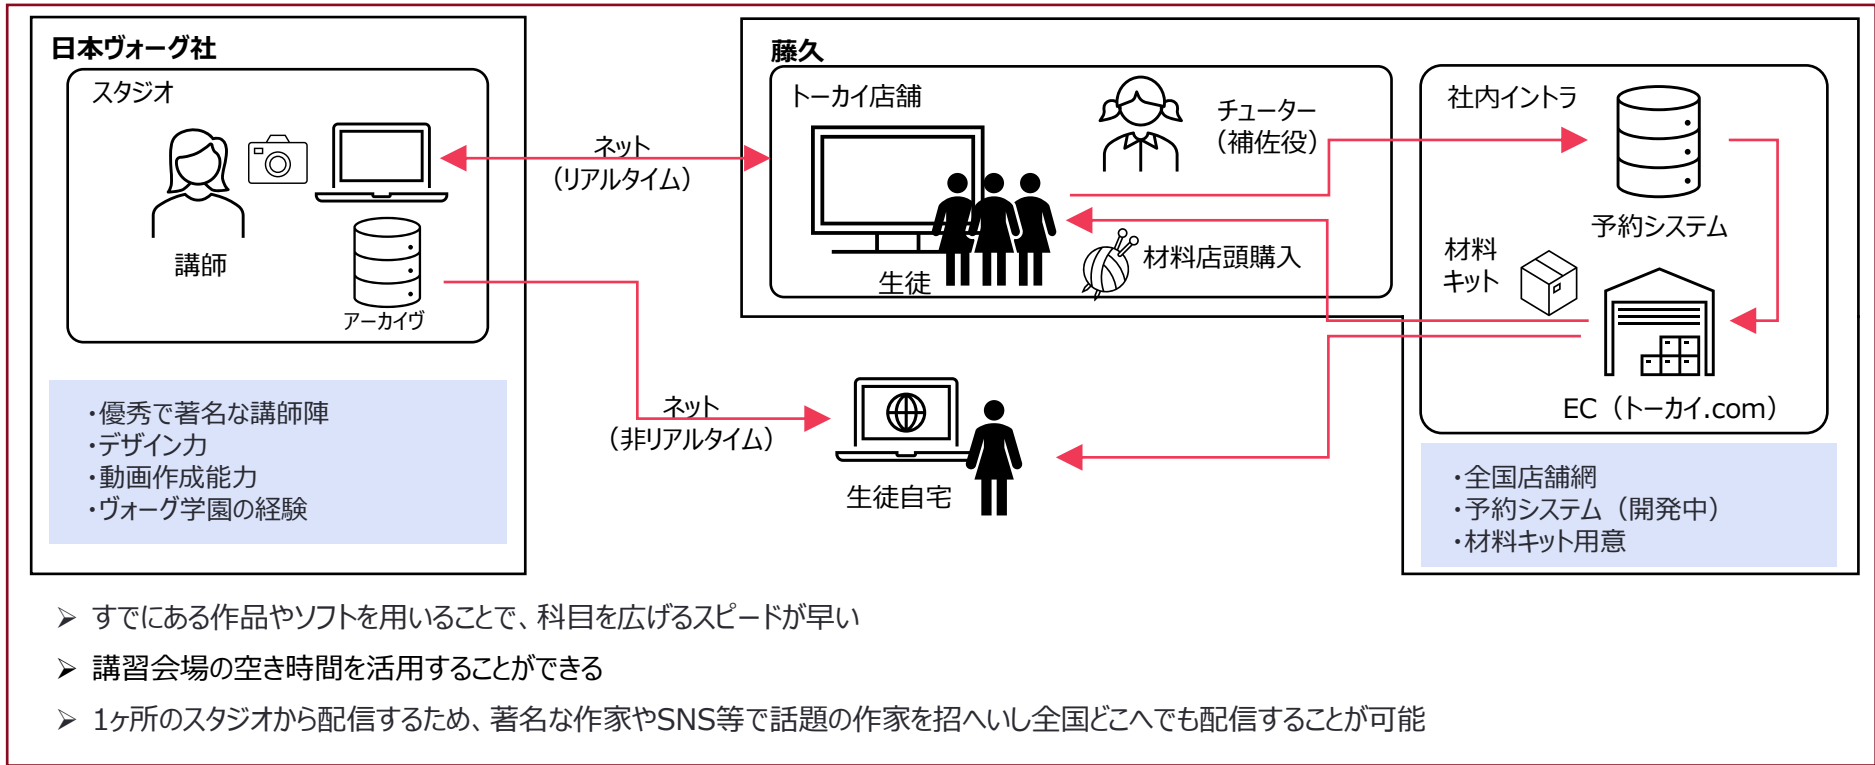 日本ヴォーグ社
スタジオ
講師
アーカイヴ
・優秀で著名な講師陣
・デザイン力
・動画作成能力
・ヴォーグ学園の経験
ネット
（リアルタイム）
ネット
（非リアルタイム）
藤久
トーカイ店舗
チューター
（補佐役）
生徒
材料店頭購入
生徒自宅
社内イントラ
予約システム
材料
キット
EC（トーカイ.com）
・全国店舗網
・予約システム（開発中）
・材料キット用意
➢ すでにある作品やソフトを用いることで、科目を広げるスピードが早い
➢ 講習会場の空き時間を活用することができる
➢ 1ヶ所のスタジオから配信するため、著名な作家やSNS等で話題の作家を招へいし全国どこへでも配信することが可能